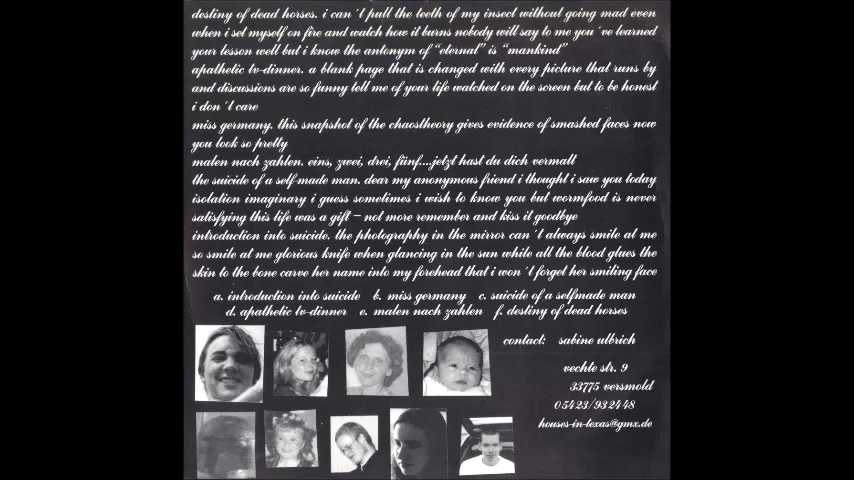 destiny of dead horses. i can´t pull the teeth of my insect without going mad even
when i set myself on fire and watch how it burns nobody will say to me you´ve learned
your lesson well but i know the antonym of "eternal" is "mankind"
apathetic tv-dinner. a blank page that is changed with every picture that runs by
and discussions are so funny tell me of your life watched on the screen but to be honest
i don´t care
miss germany. this snapshot of the chaostheory gives evidence of smashed faces now
you look so pretty
malen nach zahlen. eins, zwei, drei, fünf....jetzt hast du dich vermalt
the suicide of a self-made man. dear my anonymous friend i thought i saw you today
isolation imaginary i guess sometimes i wish to know you but wormfood is never
satisfying this life was a gift – not more remember and kiss it goodbye
introduction into suicide. the photography in the mirror can´t always smile at me
so smile at me glorious knife when glancing in the sun while all the blood glues the
skin to the bone carve her name into my forehead that i won´t forget her smiling face
a. introduction into suicide b. miss germany c. suicide of a selfmade man
d. apathetic tv-dinner e. malen nach zahlen f. destiny of dead horses
contact: sabine ulbrich
vechte str. 9
33775 versmold
05423/932448
houses-in-texas@gmx.de